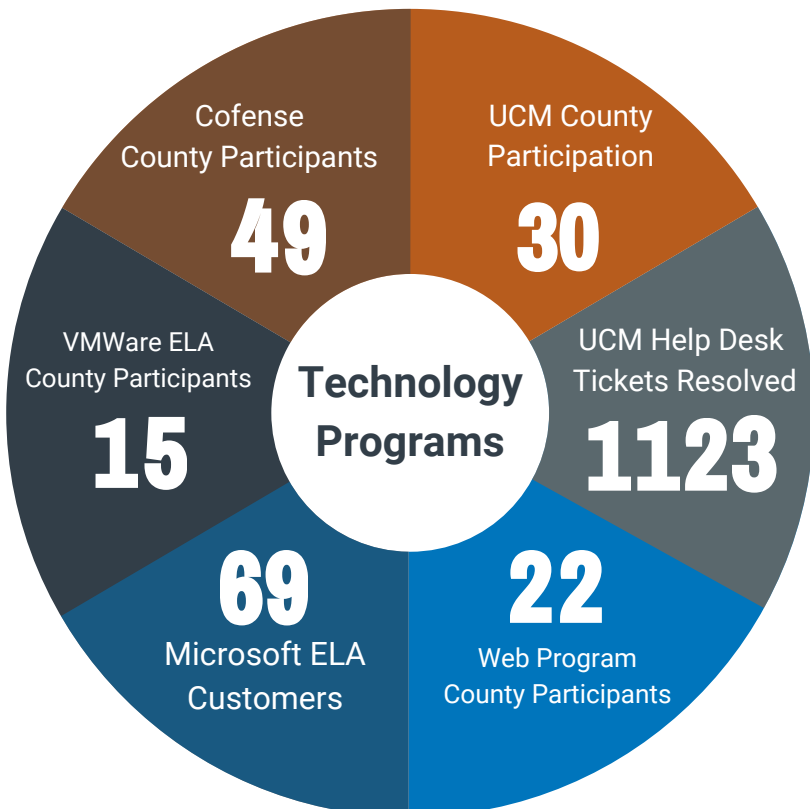 Technology
Programs
UCM County
Participation
30
UCM Help Desk
Tickets Resolved
1123
22
Web Program
County Participants
69
Microsoft ELA
Customers
VMWare ELA
County Participants
15
Cofense
County Participants
49